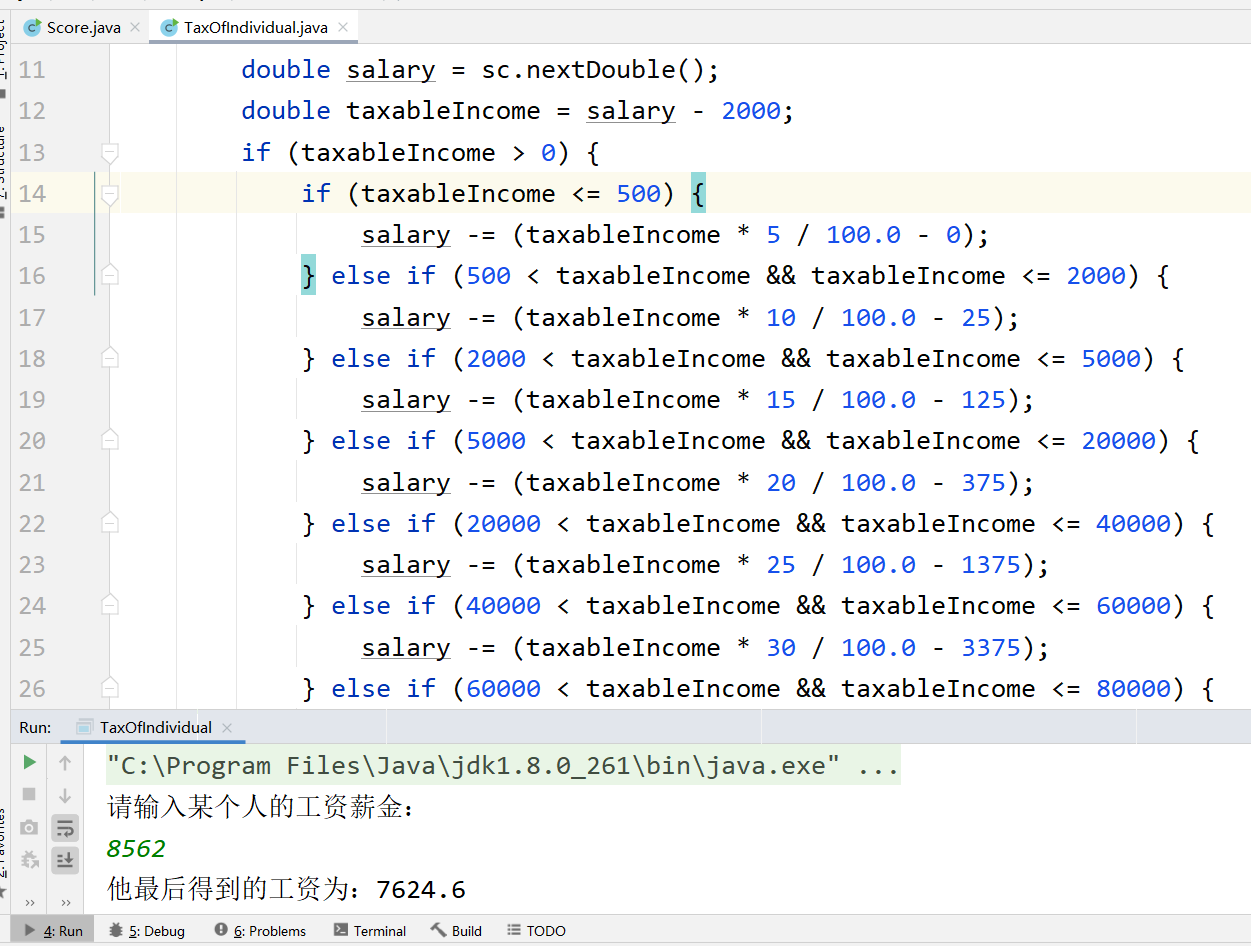 Score.java TaxOfIndividual.java
11 double salary = sc.nextDouble();
12 double taxableIncome = salary - 2000;
13 if (taxableIncome > 0) {
14 if (taxableIncome <= 500) {
15 salary -= (taxableIncome * 5 / 100.0 - 0);
16 } else if (500 < taxableIncome && taxableIncome <= 2000) {
17 salary -= (taxableIncome * 10 / 100.0 - 25);
18 } else if (2000 < taxableIncome && taxableIncome <= 5000) {
19 salary -= (taxableIncome * 15 / 100.0 - 125);
20 } else if (5000 < taxableIncome && taxableIncome <= 20000) {
21 salary -= (taxableIncome * 20 / 100.0 - 375);
22 } else if (20000 < taxableIncome && taxableIncome <= 40000) {
23 salary -= (taxableIncome * 25 / 100.0 - 1375);
24 } else if (40000 < taxableIncome && taxableIncome <= 60000) {
25 salary -= (taxableIncome * 30 / 100.0 - 3375);
26 } else if (60000 < taxableIncome && taxableIncome <= 80000) {
Run: TaxOfIndividual
"C:\Program Files\Java\jdk1.8.0_261\bin\java.exe" ...
请输入某个人的工资薪金：
8562
他最后得到的工资为：7624.6
4: Run 5: Debug 6: Problems Terminal Build TODO